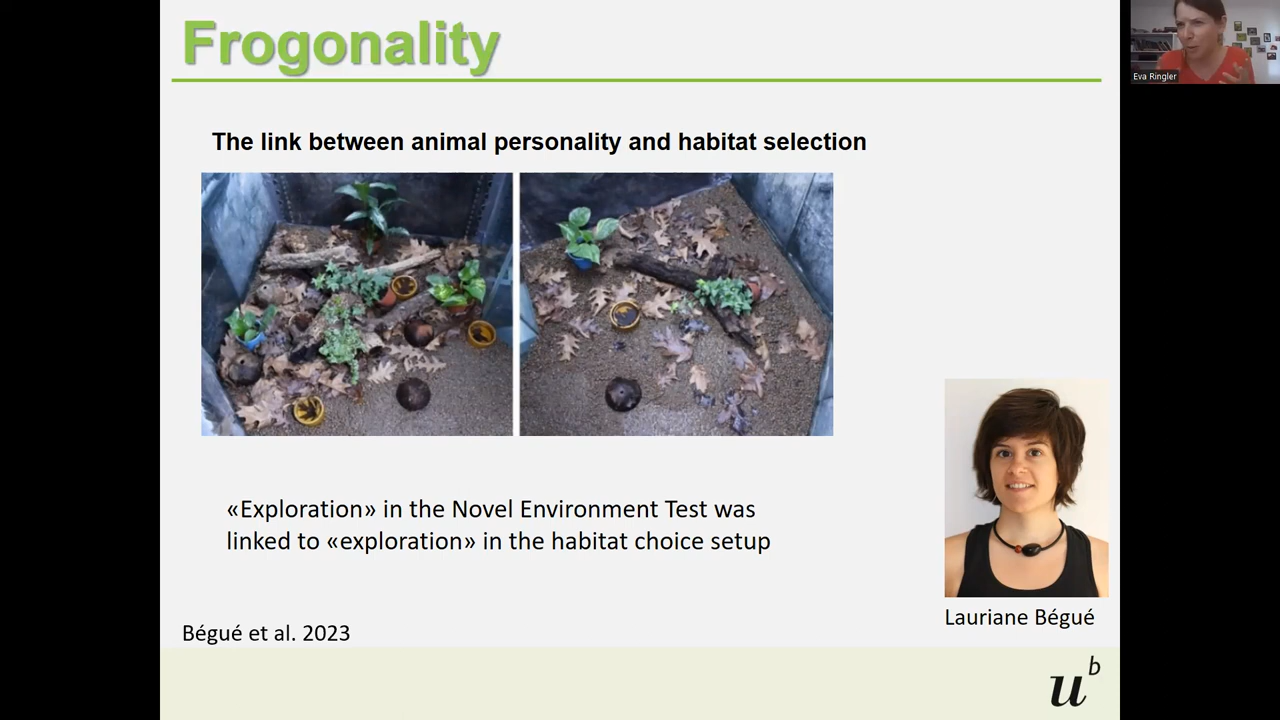 Frogonality
Eva Ringler
The link between animal personality and habitat selection
«Exploration» in the Novel Environment Test was
linked to «exploration» in the habitat choice setup
Lauriane Bégué
Bégué et al. 2023
u b